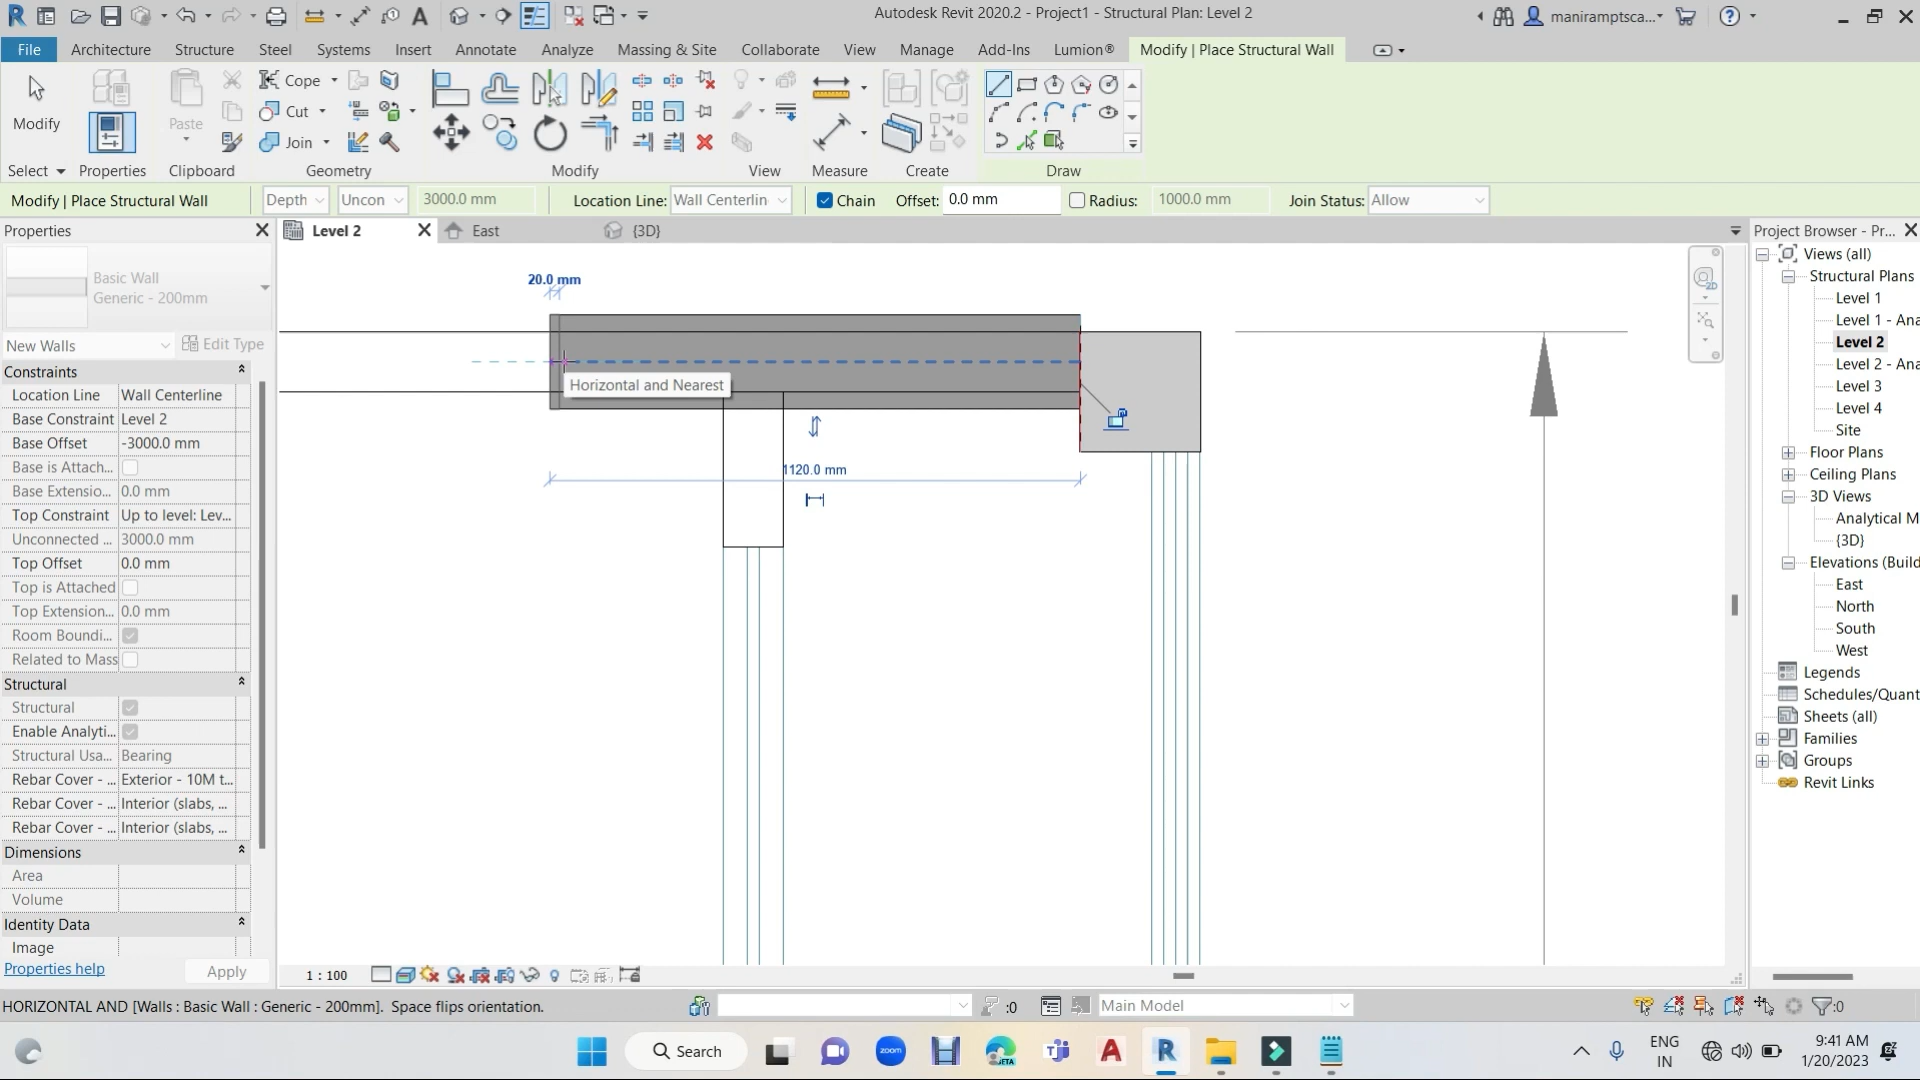 Autodesk Revit 2020.2 - Project1 - Structural Plan: Level 2
maniramptsca...
File Architecture Structure Steel Systems Insert Annotate Analyze Massing & Site Collaborate View Manage Add-Ins Lumion® Modify | Place Structural Wall
Modify Paste Cope Cut Join
Select Properties Clipboard Geometry Modify View Measure Create Draw
Modify | Place Structural Wall Depth Uncon 3000.0 mm Location Line: Wall Centerlin Chain Offset: 0.0 mm Radius: 1000.0 mm Join Status: Allow
Properties
Basic Wall
Generic - 200mm
New Walls Edit Type
Constraints
Location Line Wall Centerline
Base Constraint Level 2
Base Offset -3000.0 mm
Base is Attach...
Base Extensio... 0.0 mm
Top Constraint Up to level: Lev...
Unconnected ... 3000.0 mm
Top Offset 0.0 mm
Top is Attached
Top Extension... 0.0 mm
Room Boundi...
Related to Mass
Structural
Structural
Enable Analyti...
Structural Usa... Bearing
Rebar Cover - ... Exterior - 10M t...
Rebar Cover - ... Interior (slabs, ...
Rebar Cover - ... Interior (slabs, ...
Dimensions
Area
Volume
Identity Data
Image
Properties help Apply
Level 2 East {3D}
20.0 mm
Horizontal and Nearest
1120.0 mm
1 : 100
2D
Project Browser - Pr...
Views (all)
Structural Plans
Level 1
Level 1 - Ana
Level 2
Level 2 - Ana
Level 3
Level 4
Site
Floor Plans
Ceiling Plans
3D Views
Analytical M
{3D}
Elevations (Build
East
North
South
West
Legends
Schedules/Quant
Sheets (all)
Families
Groups
Revit Links
HORIZONTAL AND [Walls : Basic Wall : Generic - 200mm]. Space flips orientation. :0 Main Model :0
Search zoom BETA
ENG
IN
9:41 AM
1/20/2023